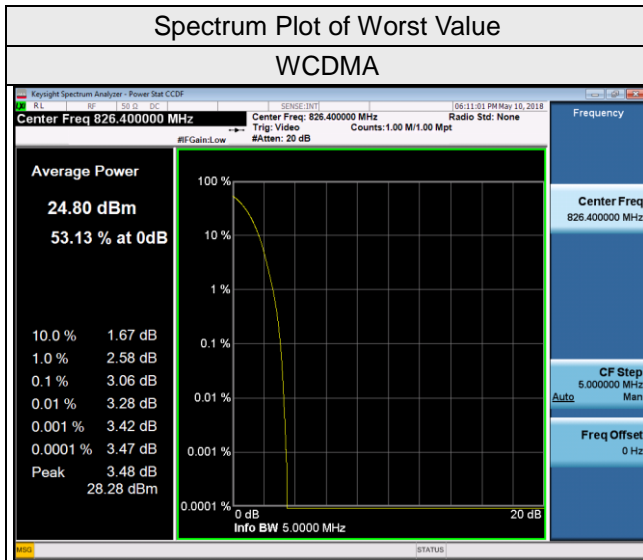 Spectrum Plot of Worst Value
WCDMA
Keysight Spectrum Analyzer - Power Stat CCDF
RL RF 50 Ω DC SENSE:INT 06:11:01 PM May 10, 2018
Center Freq 826.400000 MHz
Center Freq: 826.400000 MHz Radio Std: None
Trig: Video Counts:1.00 M/1.00 Mpt
#IFGain:Low #Atten: 20 dB
Frequency
Average Power
24.80 dBm
53.13 % at 0dB
10.0 % 1.67 dB
1.0 % 2.58 dB
0.1 % 3.06 dB
0.01 % 3.28 dB
0.001 % 3.42 dB
0.0001 % 3.47 dB
Peak 3.48 dB
28.28 dBm
100 %
10 %
1 %
0.1 %
0.01 %
0.001 %
0.0001 %
0 dB 20 dB
Info BW 5.0000 MHz
Center Freq
826.400000 MHz
CF Step
5.000000 MHz
Auto Man
Freq Offset
0 Hz
MSG STATUS